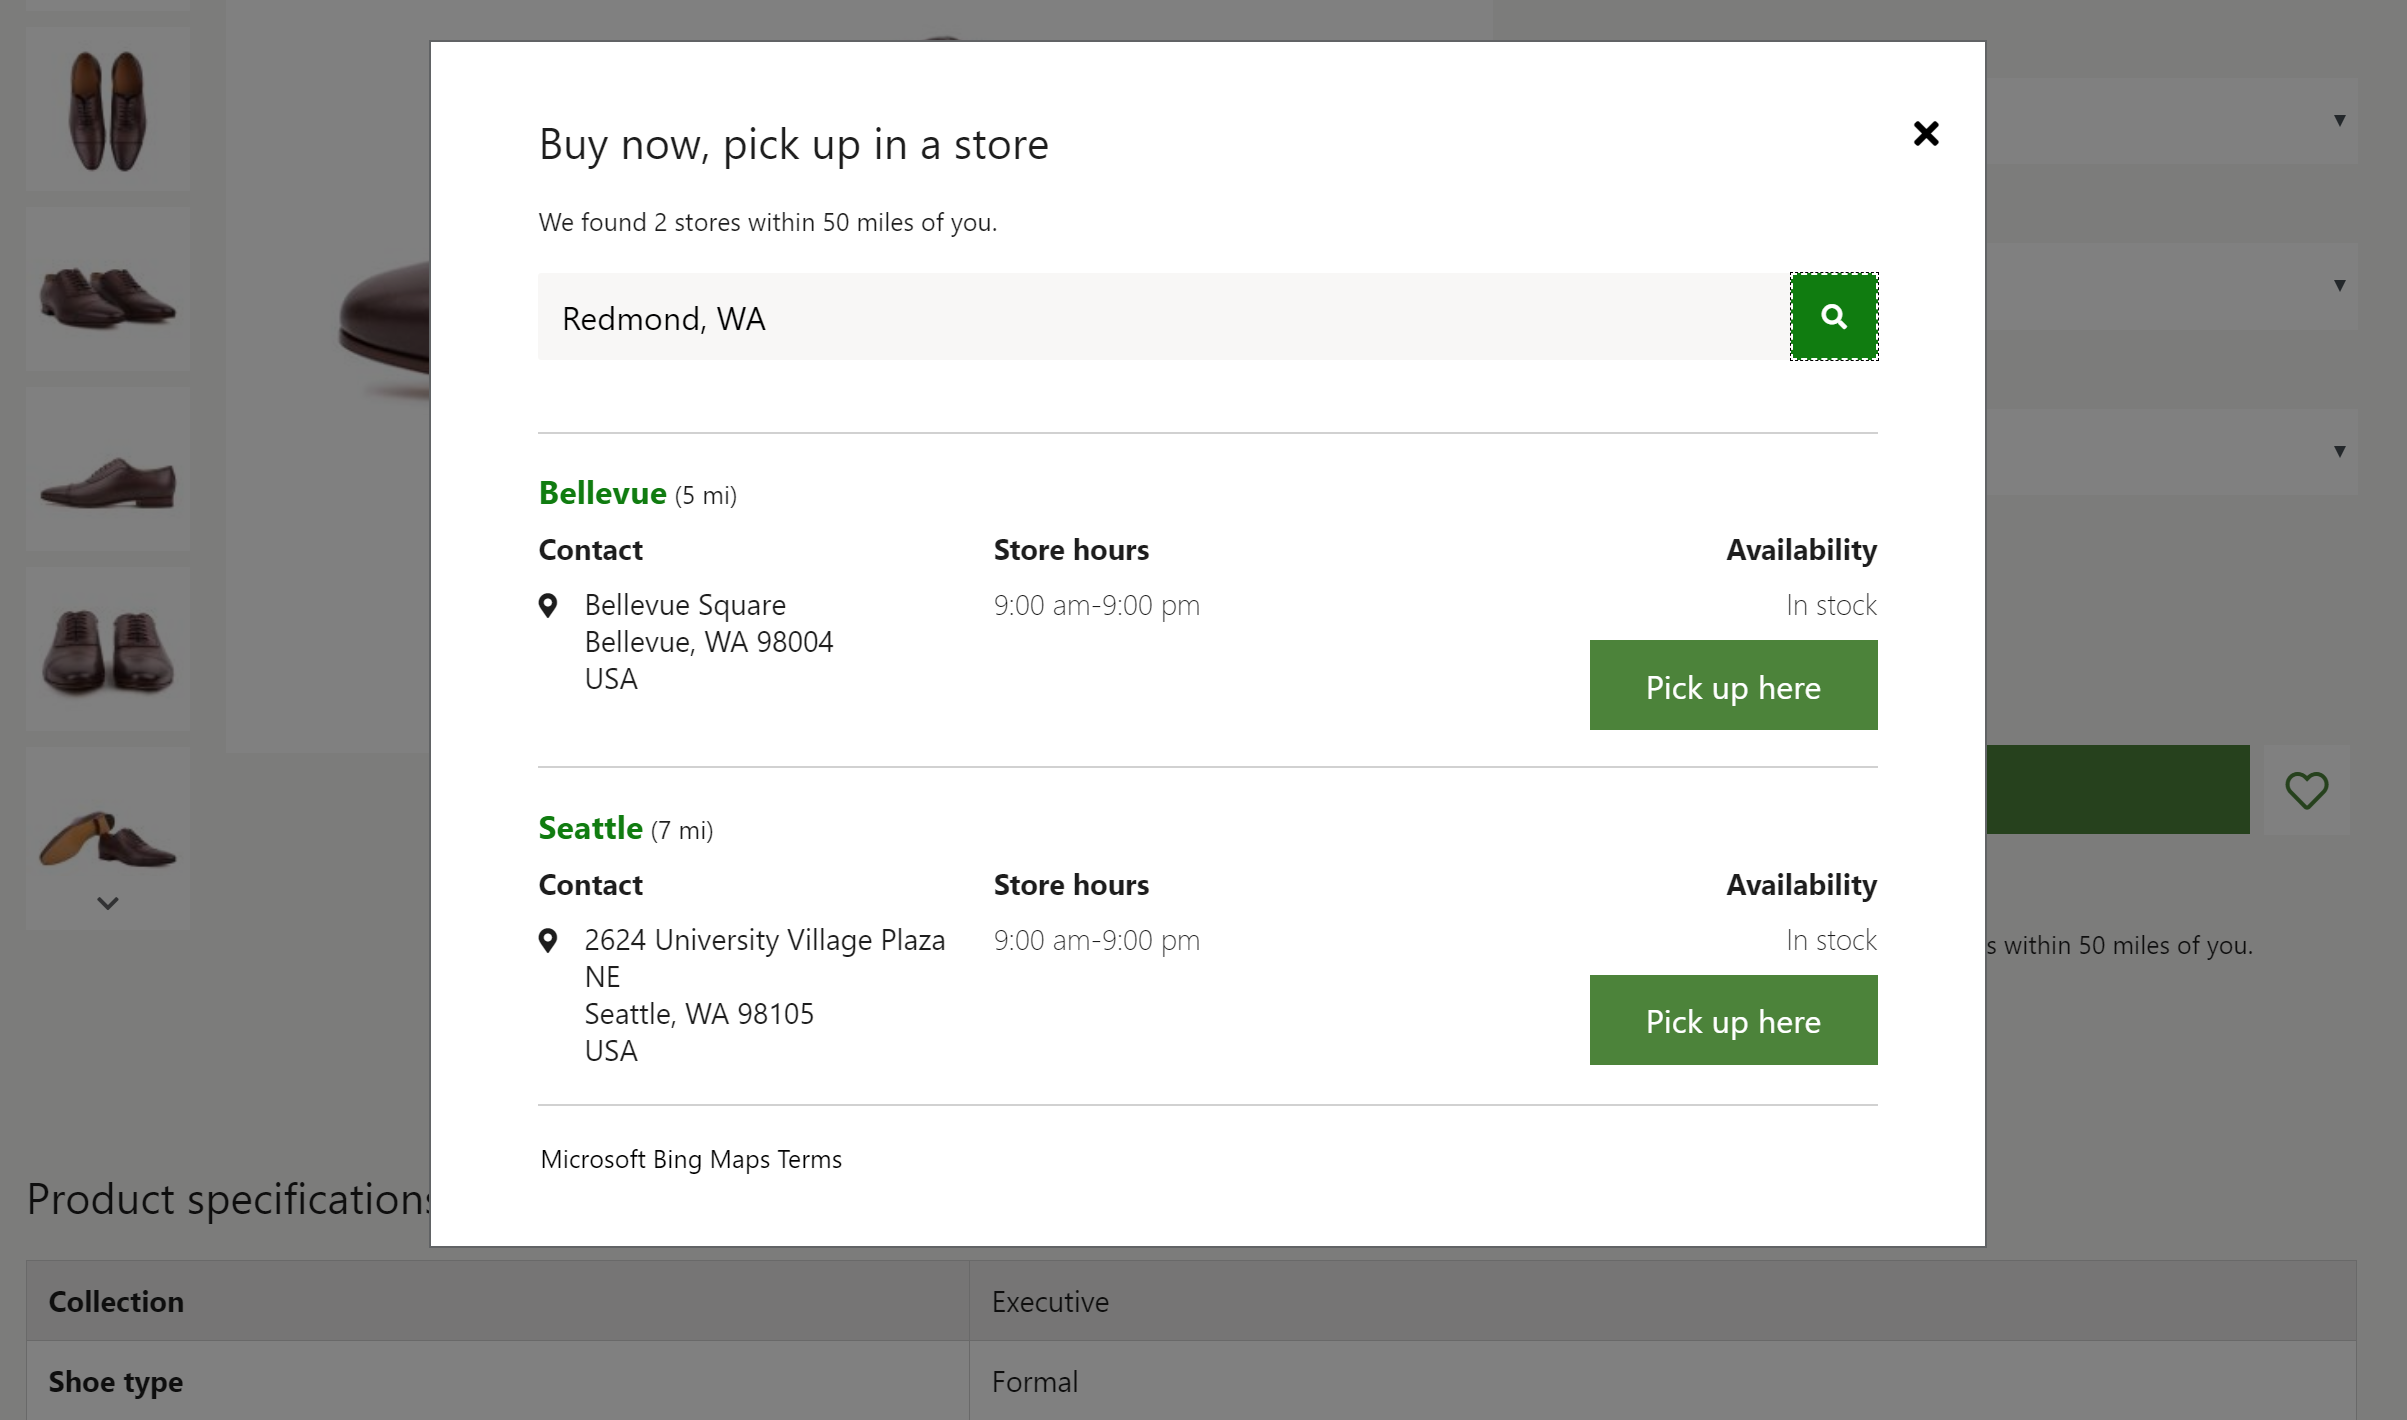 Buy now, pick up in a store
We found 2 stores within 50 miles of you.
Redmond, WA
Bellevue (5 mi)
Contact
Store hours
Availability
Bellevue Square
Bellevue, WA 98004
USA
9:00 am-9:00 pm
In stock
Pick up here
Seattle (7 mi)
Contact
Store hours
Availability
2624 University Village Plaza
NE
Seattle, WA 98105
USA
9:00 am-9:00 pm
In stock
Pick up here
Microsoft Bing Maps Terms
within 50 miles of you.
Product specifications
Collection
Executive
Shoe type
Formal